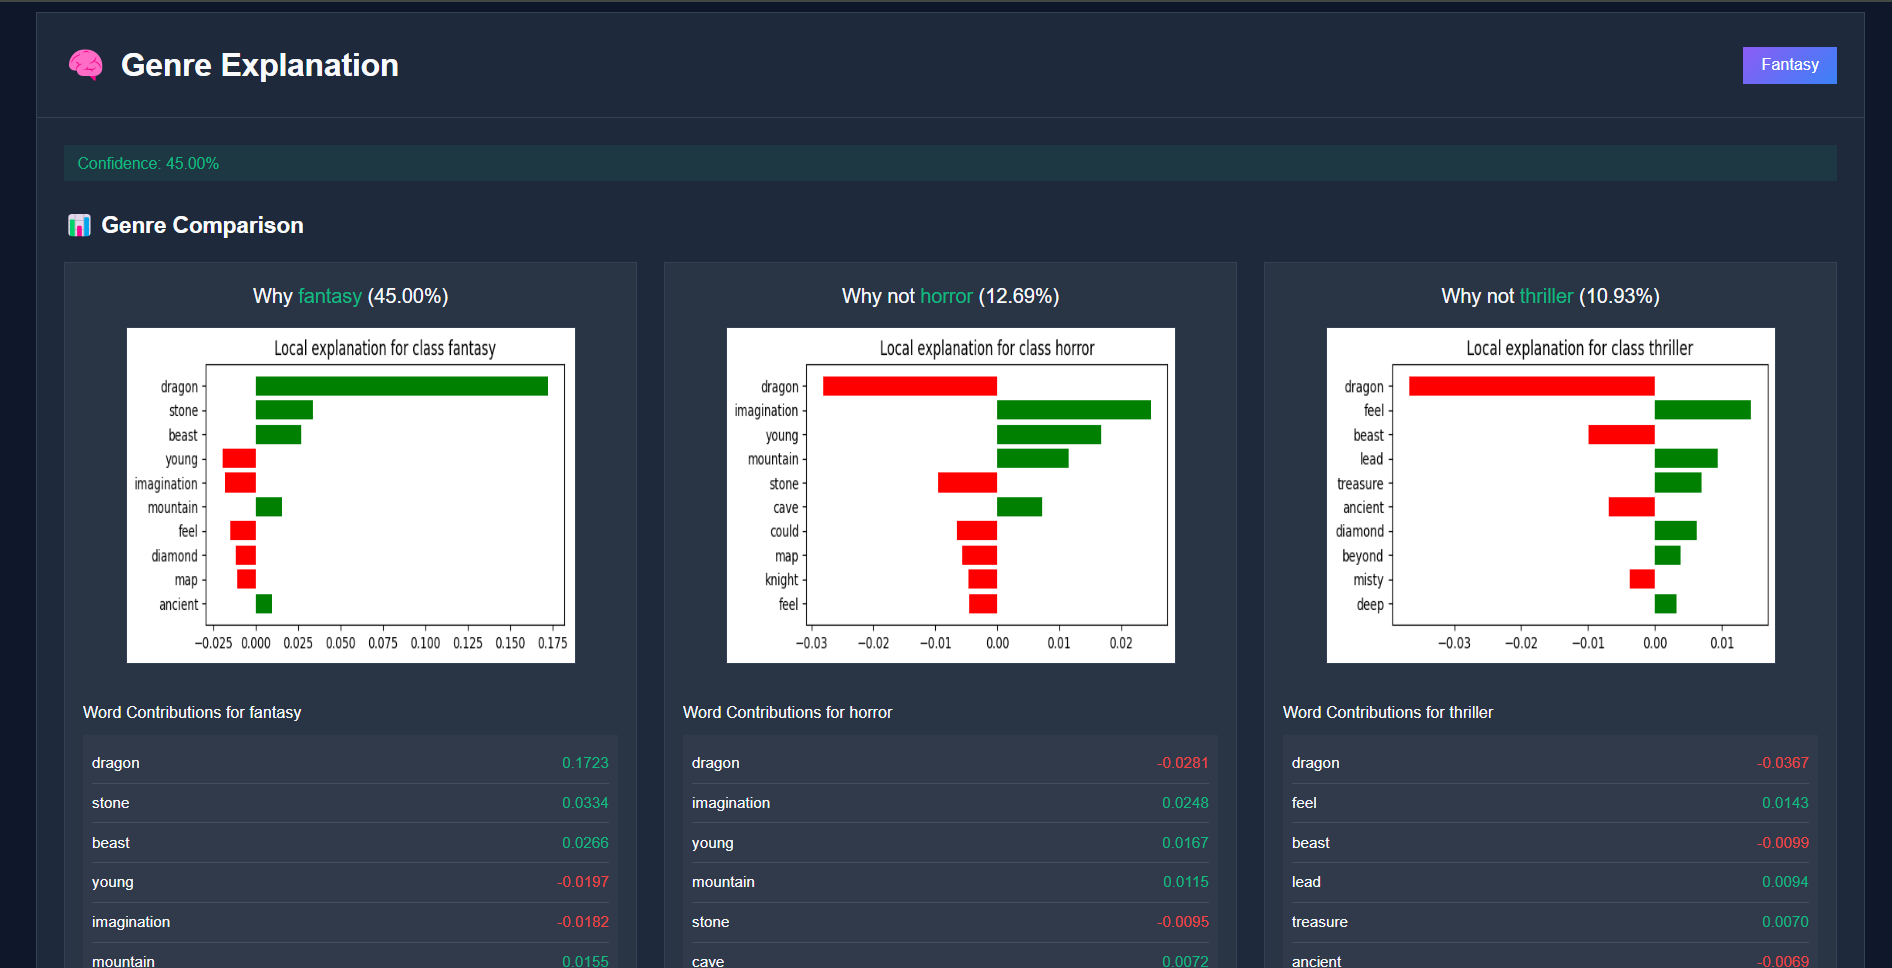 Genre Explanation
Fantasy
Confidence: 45.00%
Genre Comparison
Why fantasy (45.00%)
Local explanation for class fantasy
dragon
stone
beast
young
imagination
mountain
feel
diamond
map
ancient
−0.025 0.000 0.025 0.050 0.075 0.100 0.125 0.150 0.175
Word Contributions for fantasy
dragon 0.1723
stone 0.0334
beast 0.0266
young -0.0197
imagination -0.0182
mountain 0.0155
Why not horror (12.69%)
Local explanation for class horror
dragon
imagination
young
mountain
stone
cave
could
map
knight
feel
−0.03 −0.02 −0.01 0.00 0.01 0.02
Word Contributions for horror
dragon -0.0281
imagination 0.0248
young 0.0167
mountain 0.0115
stone -0.0095
cave 0.0072
Why not thriller (10.93%)
Local explanation for class thriller
dragon
feel
beast
lead
treasure
ancient
diamond
beyond
misty
deep
−0.03 −0.02 −0.01 0.00 0.01
Word Contributions for thriller
dragon -0.0367
feel 0.0143
beast -0.0099
lead 0.0094
treasure 0.0070
ancient -0.0069